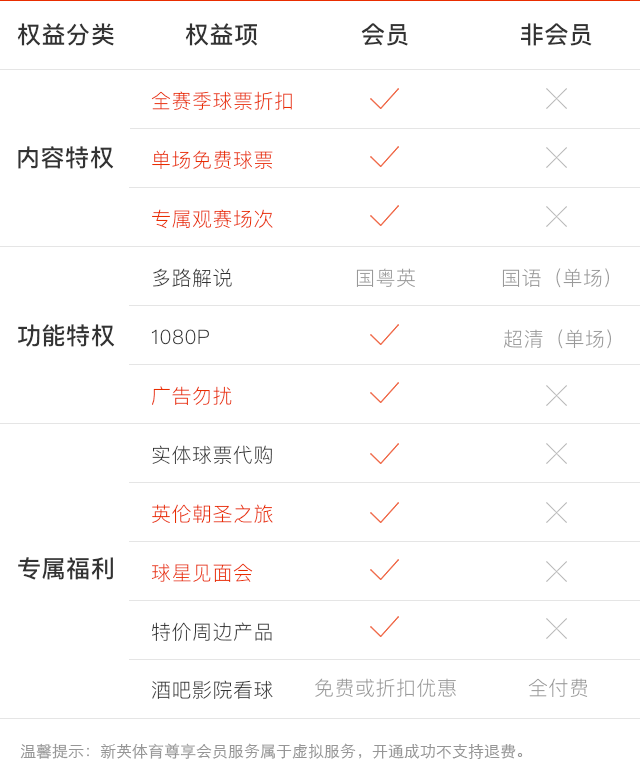 权益分类 权益项 会员 非会员
内容特权
全赛季球票折扣
单场免费球票
专属观赛场次
功能特权
多路解说 国粤英 国语（单场）
1080P 超清（单场）
广告勿扰
专属福利
实体球票代购
英伦朝圣之旅
球星见面会
特价周边产品
酒吧影院看球 免费或折扣优惠 全付费
温馨提示：新英体育尊享会员服务属于虚拟服务，开通成功不支持退费。